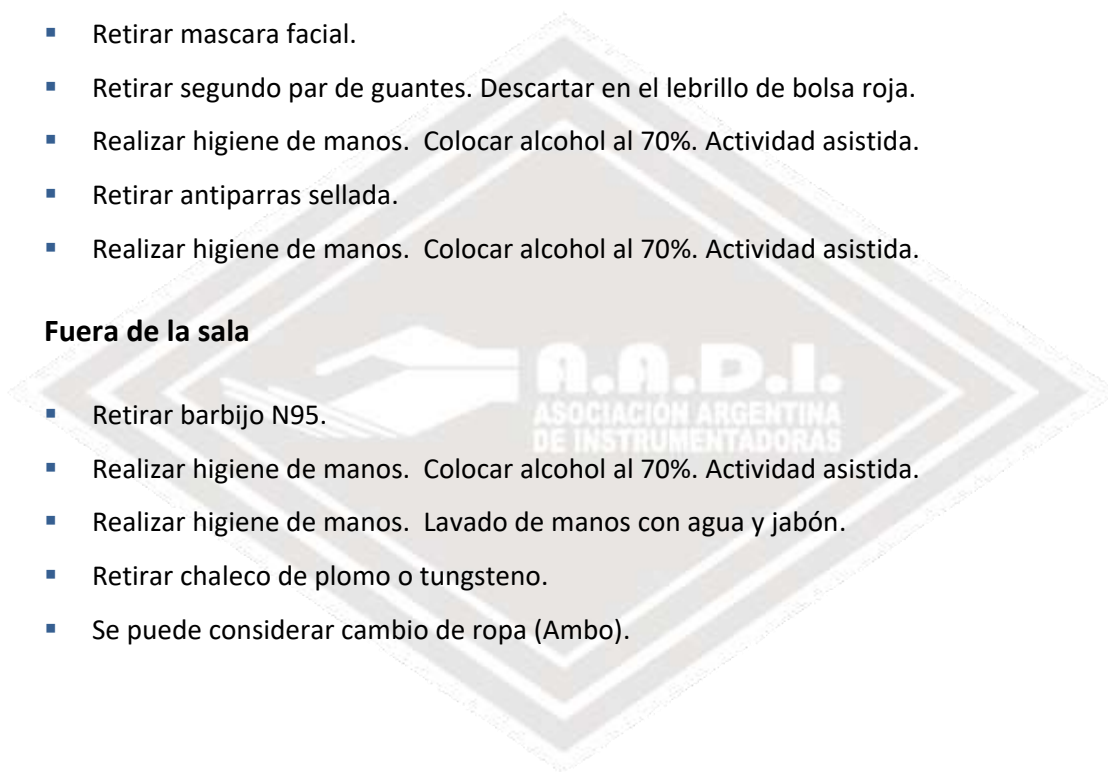 ▪ Retirar mascara facial.
▪ Retirar segundo par de guantes. Descartar en el lebrillo de bolsa roja.
▪ Realizar higiene de manos.  Colocar alcohol al 70%. Actividad asistida.
▪ Retirar antiparras sellada.
▪ Realizar higiene de manos.  Colocar alcohol al 70%. Actividad asistida.
Fuera de la sala
A.A.D.I.
ASOCIACIÓN ARGENTINA
DE INSTRUMENTADORAS
▪ Retirar barbijo N95.
▪ Realizar higiene de manos.  Colocar alcohol al 70%. Actividad asistida.
▪ Realizar higiene de manos.  Lavado de manos con agua y jabón.
▪ Retirar chaleco de plomo o tungsteno.
▪ Se puede considerar cambio de ropa (Ambo).